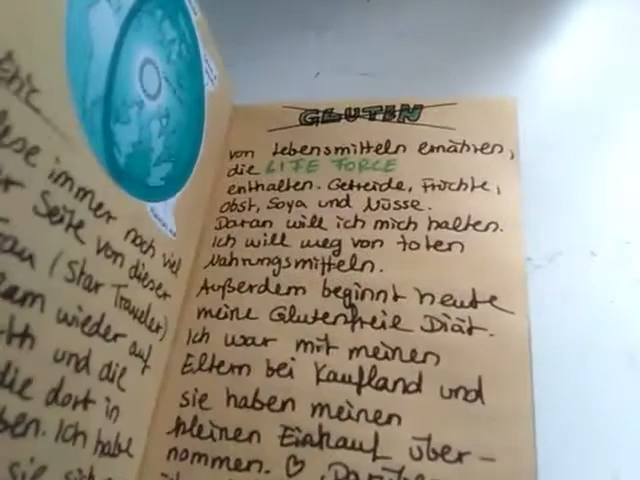 Eric
lese immer noch viel
Seite von dieser
(Star Traveler)
wieder auf
und die
die dort in
Ich habe
sie
GLUTEN
von Lebensmitteln ernähren,
die LIFE FORCE
enthalten. Getreide, Früchte,
obst, Soya und Nüsse.
Daran will ich mich halten.
Ich will weg von toten
Nahrungsmitteln.
Außerdem beginnt heute
meine Glutenfreie Diät.
Ich war mit meinen
Eltern bei Kaufland und
sie haben meinen
kleinen Einkauf über-
nommen. ♡